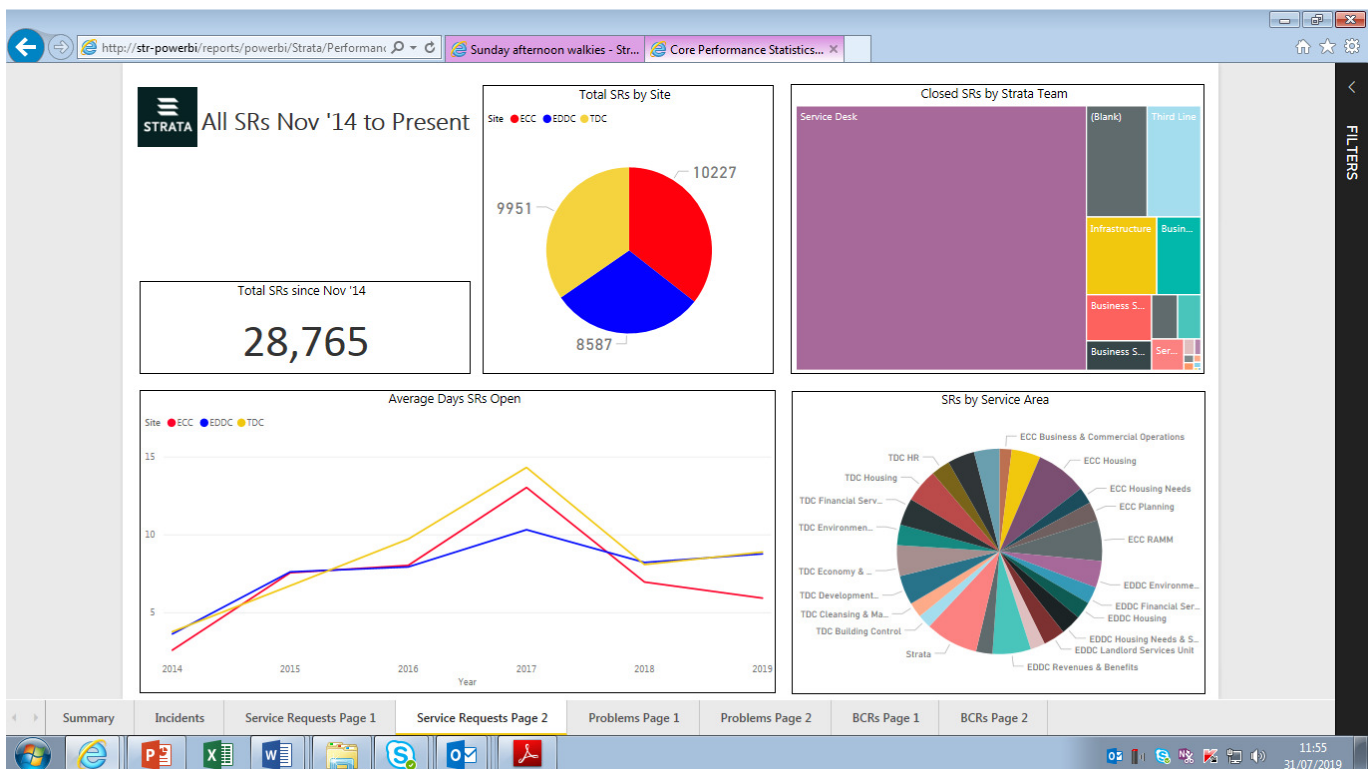 http://str-powerbi/reports/powerbi/Strata/Performanc
Sunday afternoon walkies - Str...
Core Performance Statistics...
STRATA
All SRs Nov '14 to Present
Total SRs since Nov '14
28,765
Total SRs by Site
Site ECC EDDC TDC
10227
9951
8587
Closed SRs by Strata Team
Service Desk
(Blank)
Third Line
Infrastructure
Busin...
Business S...
Business S...
Ser...
FILTERS
Average Days SRs Open
Site ECC EDDC TDC
15
10
5
2014 2015 2016 2017 2018 2019
Year
SRs by Service Area
ECC Business & Commercial Operations
ECC Housing
ECC Housing Needs
ECC Planning
ECC RAMM
EDDC Environme...
EDDC Financial Ser...
EDDC Housing
EDDC Housing Needs & S...
EDDC Landlord Services Unit
EDDC Revenues & Benefits
Strata
TDC Building Control
TDC Cleansing & Ma...
TDC Development...
TDC Economy & ...
TDC Environmen...
TDC Financial Serv...
TDC Housing
TDC HR
Summary
Incidents
Service Requests Page 1
Service Requests Page 2
Problems Page 1
Problems Page 2
BCRs Page 1
BCRs Page 2
11:55
31/07/2019